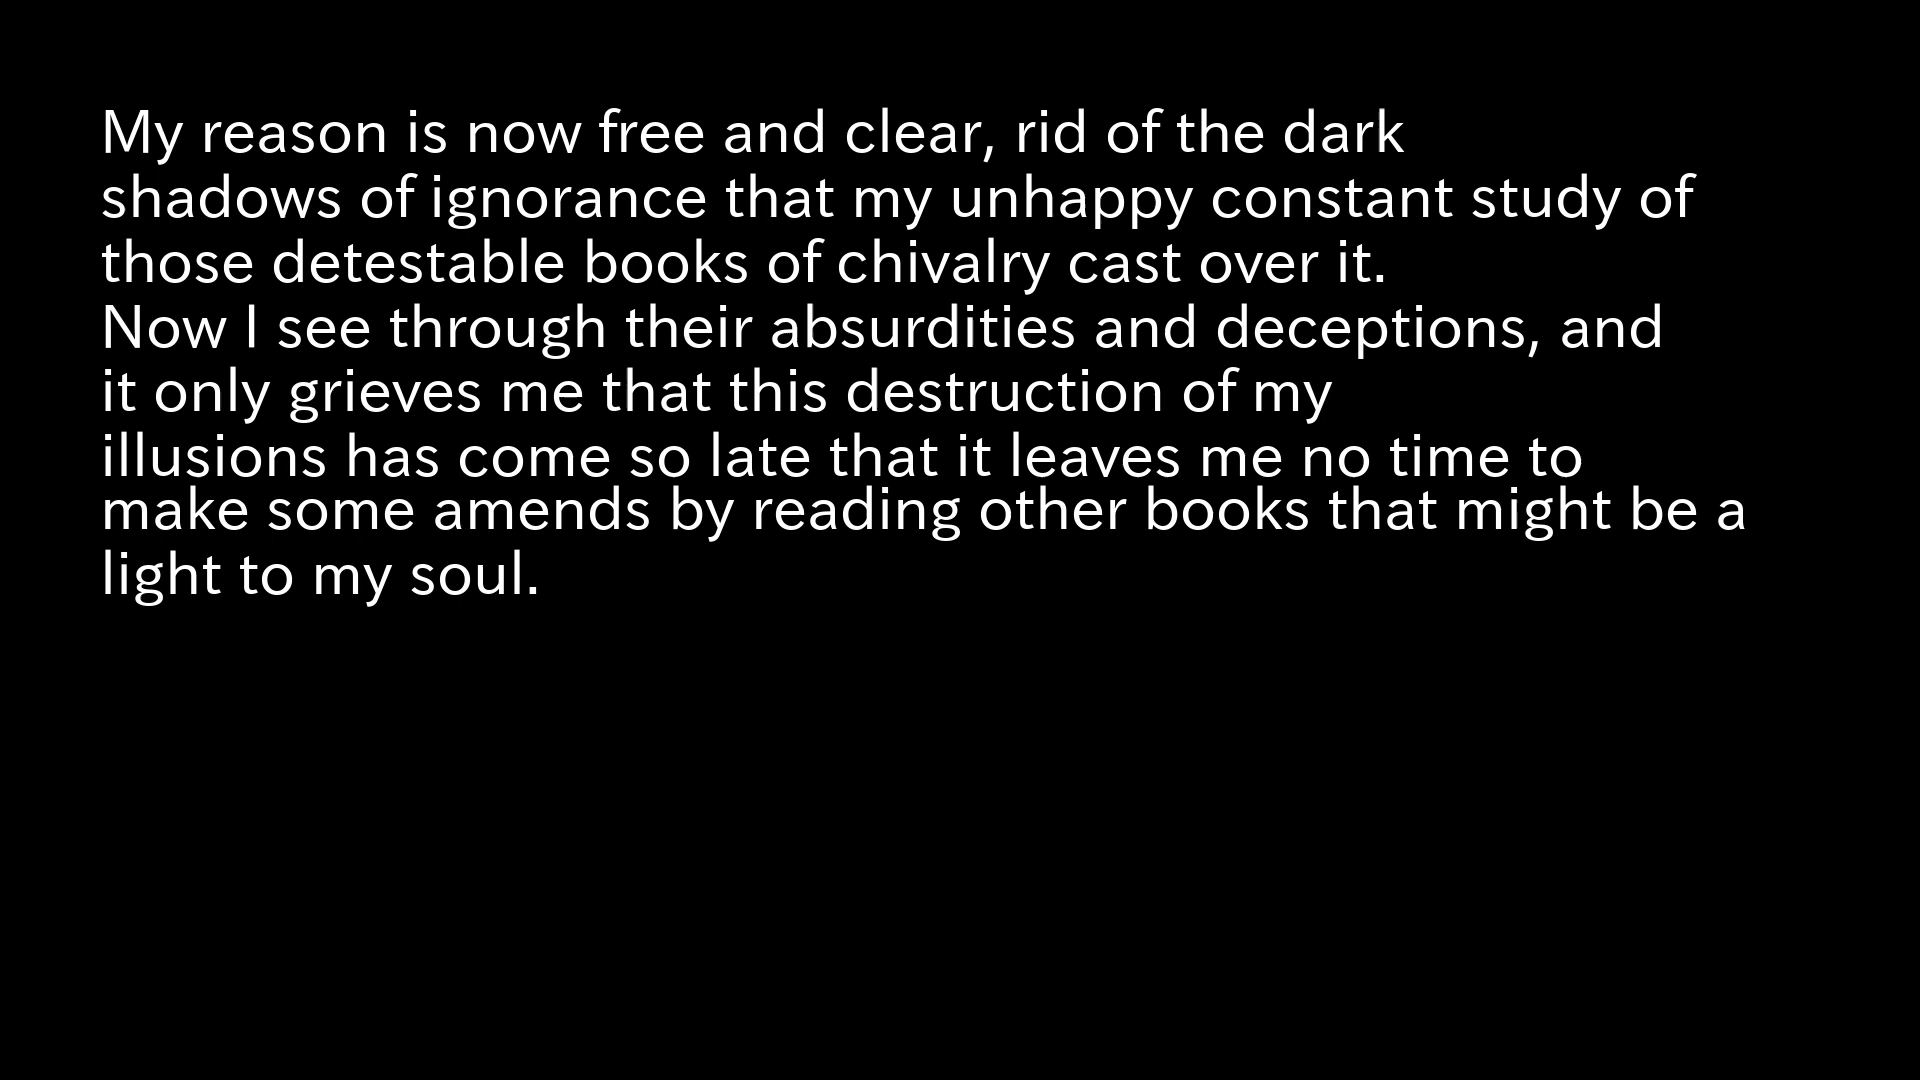 My reason is now free and clear, rid of the dark
shadows of ignorance that my unhappy constant study of
those detestable books of chivalry cast over it.
Now I see through their absurdities and deceptions, and
it only grieves me that this destruction of my
illusions has come so late that it leaves me no time to
make some amends by reading other books that might be a
light to my soul.